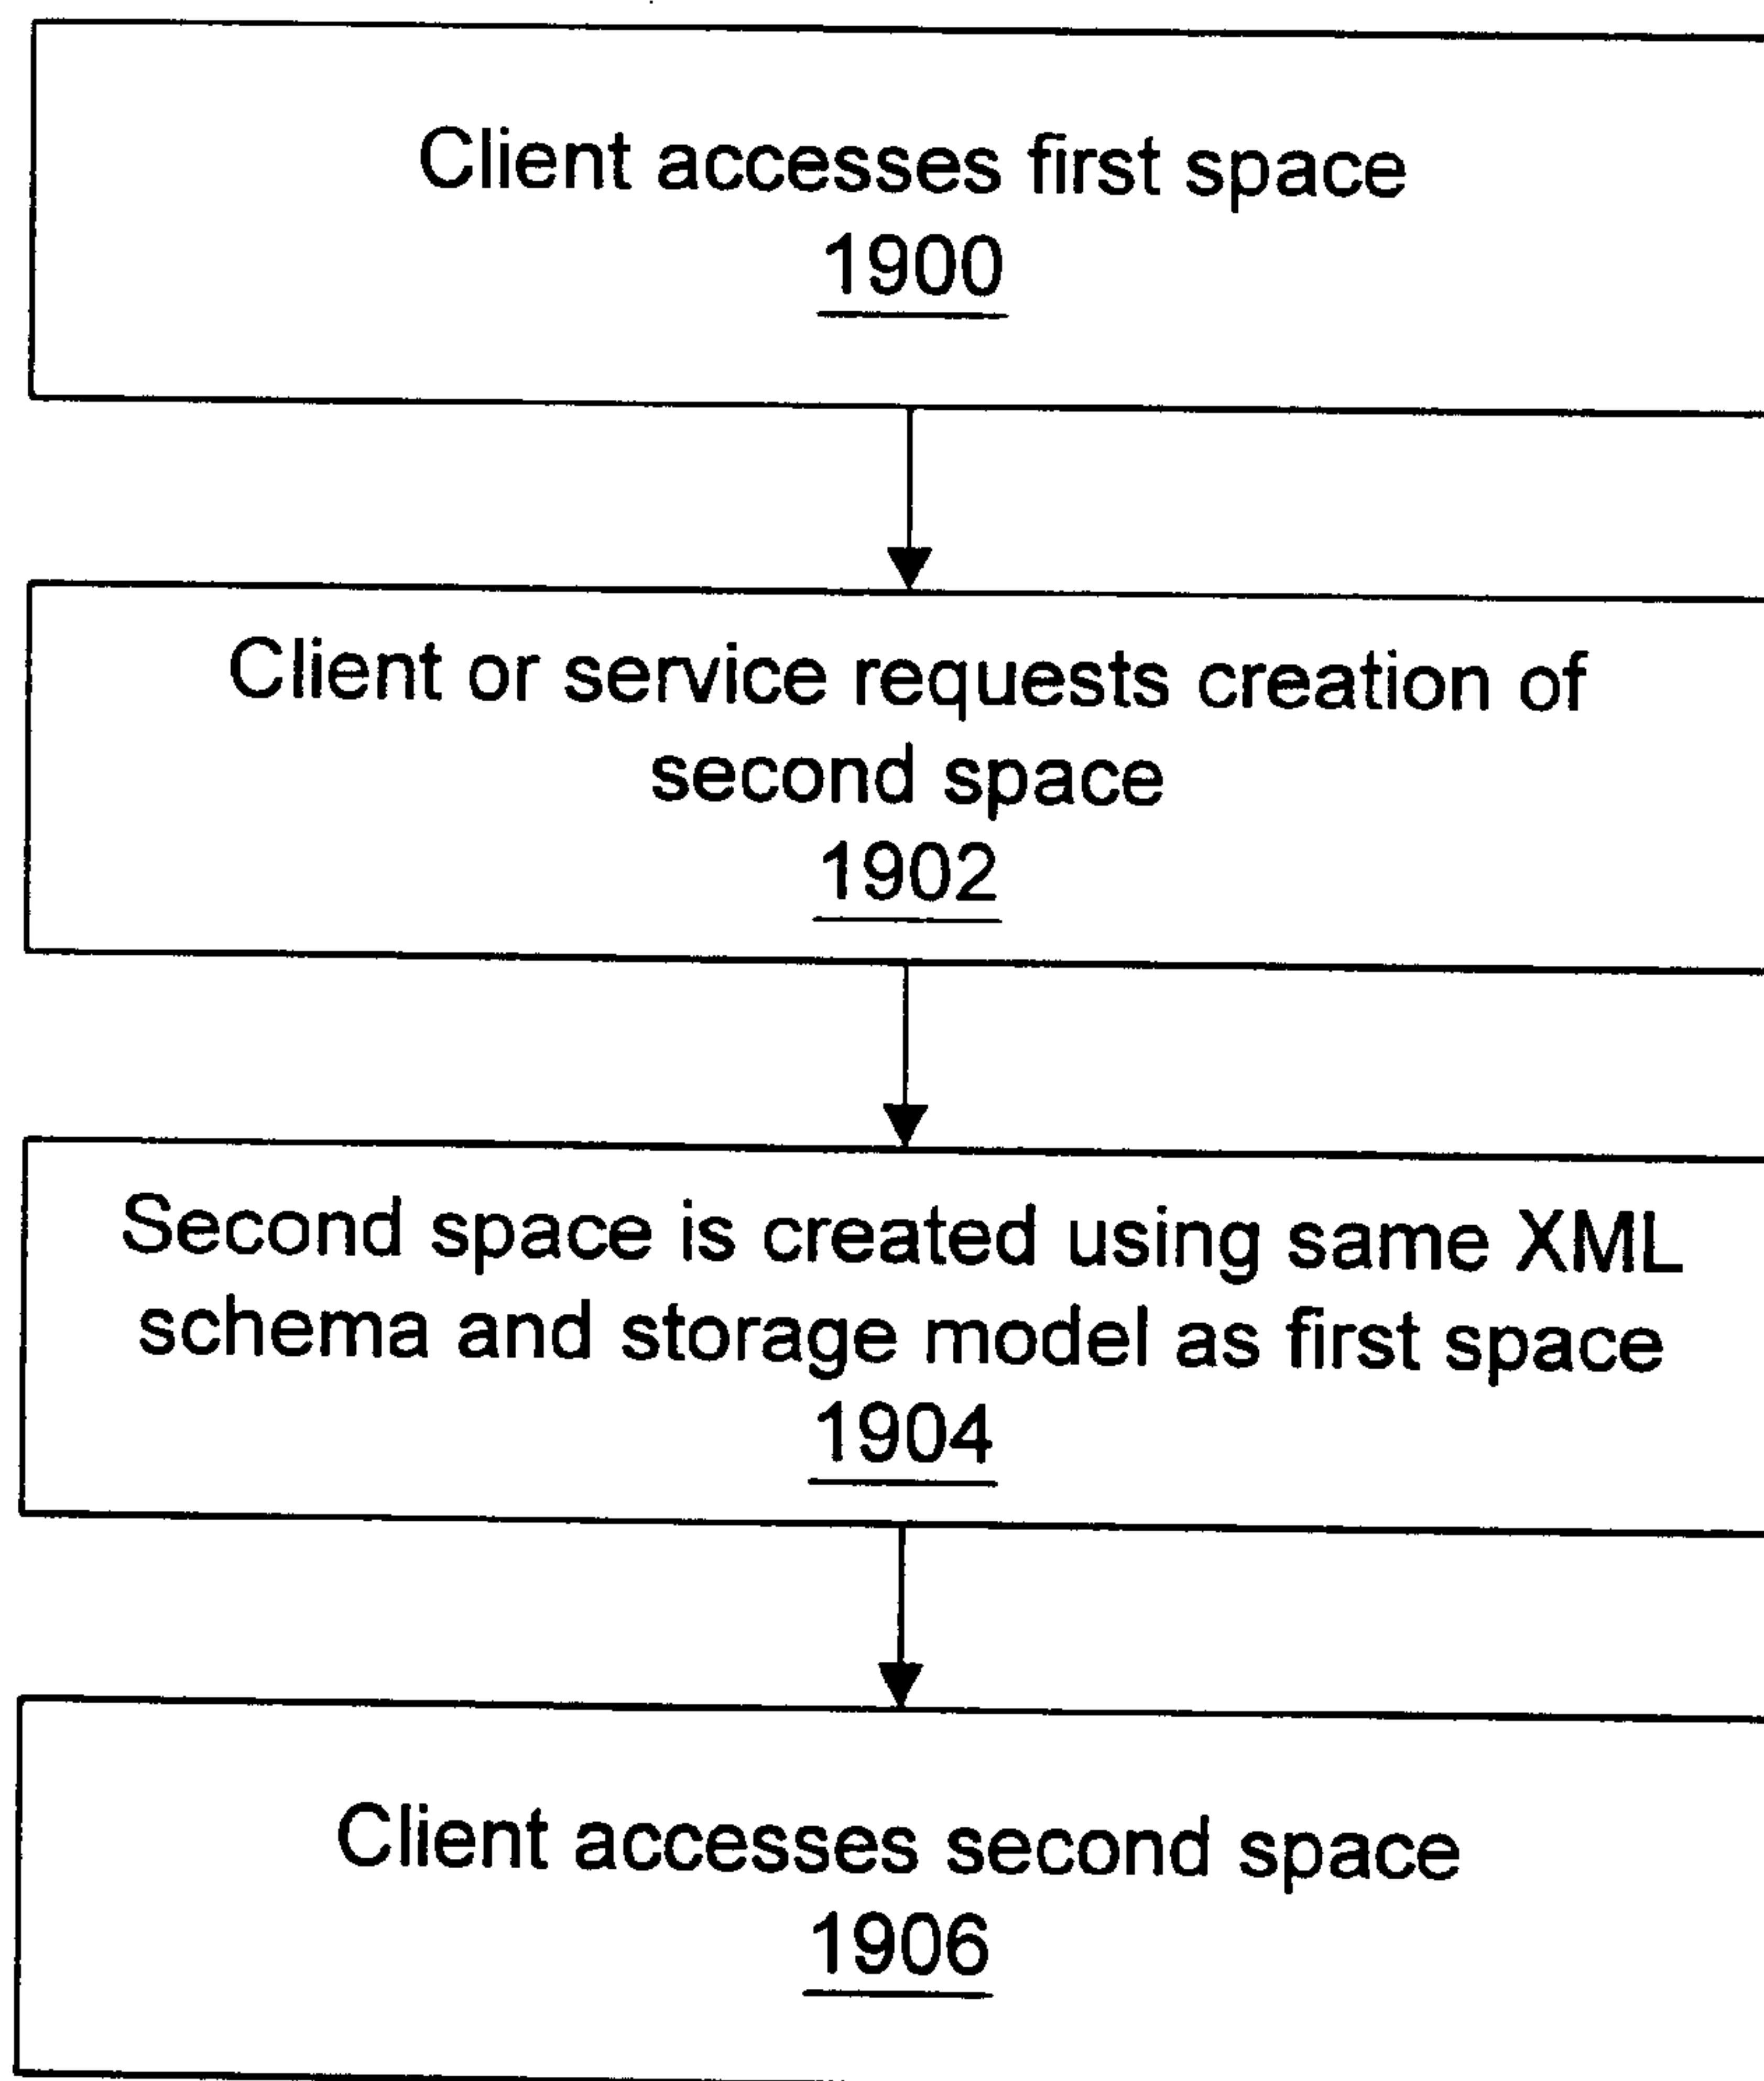 Client accesses first space
1900
Client or service requests creation of
second space
1902
Second space is created using same XML
schema and storage model as first space
1904
Client accesses second space
1906